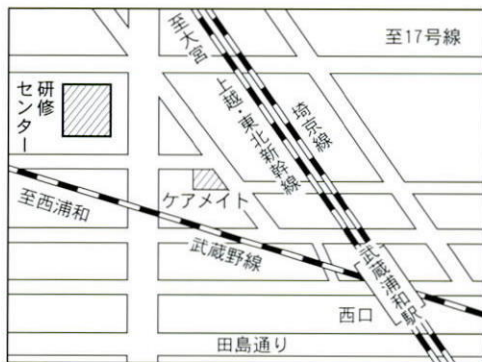 至大宮
至17号線
上越・東北新幹線
埼京線
研修
センター
ケアメイト
至西浦和
武蔵野線
武蔵浦和駅
西口
田島通り